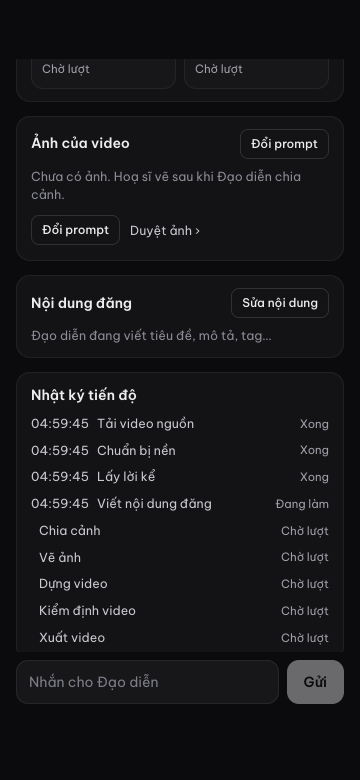 Chờ lượt
Chờ lượt
Ảnh của video
Đổi prompt
Chưa có ảnh. Hoạ sĩ vẽ sau khi Đạo diễn chia
cảnh.
Đổi prompt
Duyệt ảnh ›
Nội dung đăng
Sửa nội dung
Đạo diễn đang viết tiêu đề, mô tả, tag…
Nhật ký tiến độ
04:59:45 Tải video nguồn Xong
04:59:45 Chuẩn bị nền Xong
04:59:45 Lấy lời kể Xong
04:59:45 Viết nội dung đăng Đang làm
Chia cảnh Chờ lượt
Vẽ ảnh Chờ lượt
Dựng video Chờ lượt
Kiểm định video Chờ lượt
Xuất video Chờ lượt
Nhắn cho Đạo diễn
Gửi